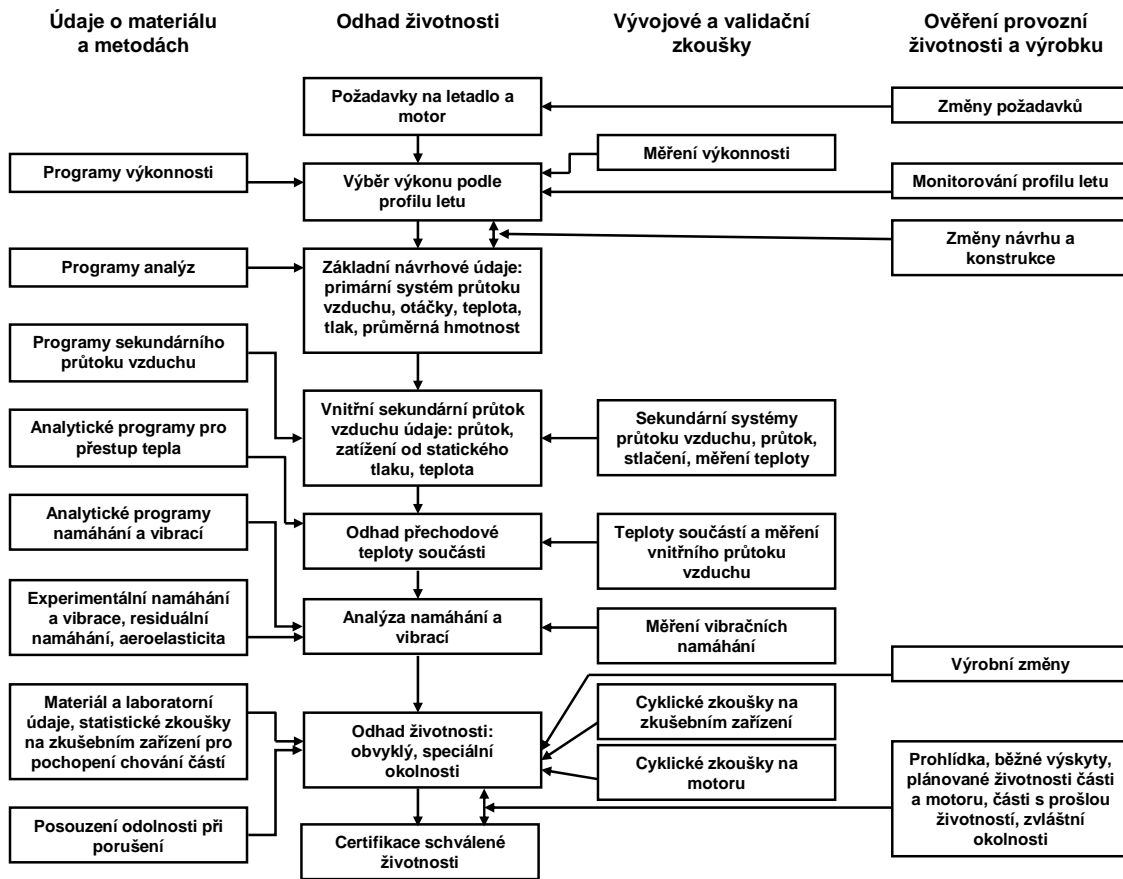 Údaje o materiálu
a metodách
Odhad životnosti
Vývojové a validační
zkoušky
Ověření provozní
životnosti a výrobku
Požadavky na letadlo a
motor
Změny požadavků
Programy výkonnosti
Výběr výkonu podle
profilu letu
Měření výkonnosti
Monitorování profilu letu
Změny návrhu a
konstrukce
Programy analýz
Základní návrhové údaje:
primární systém průtoku
vzduchu, otáčky, teplota,
tlak, průměrná hmotnost
Programy sekundárního
průtoku vzduchu
Vnitřní sekundární průtok
vzduchu údaje: průtok,
zatížení od statického
tlaku, teplota
Sekundární systémy
průtoku vzduchu, průtok,
stlačení, měření teploty
Analytické programy pro
přestup tepla
Analytické programy
namáhání a vibrací
Odhad přechodové
teploty součásti
Teploty součástí a měření
vnitřního průtoku
vzduchu
Experimentální namáhání
a vibrace, residuální
namáhání, aeroelasticita
Analýza namáhání a
vibrací
Měření vibračních
namáhání
Výrobní změny
Materiál a laboratorní
údaje, statistické zkoušky
na zkušebním zařízení pro
pochopení chování částí
Odhad životnosti:
obvyklý, speciální
okolnosti
Cyklické zkoušky na
zkušebním zařízení
Cyklické zkoušky na
motoru
Prohlídka, běžné výskyty,
plánované životnosti části
a motoru, části s prošlou
životností, zvláštní
okolnosti
Posouzení odolnosti při
porušení
Certifikace schválené
životnosti